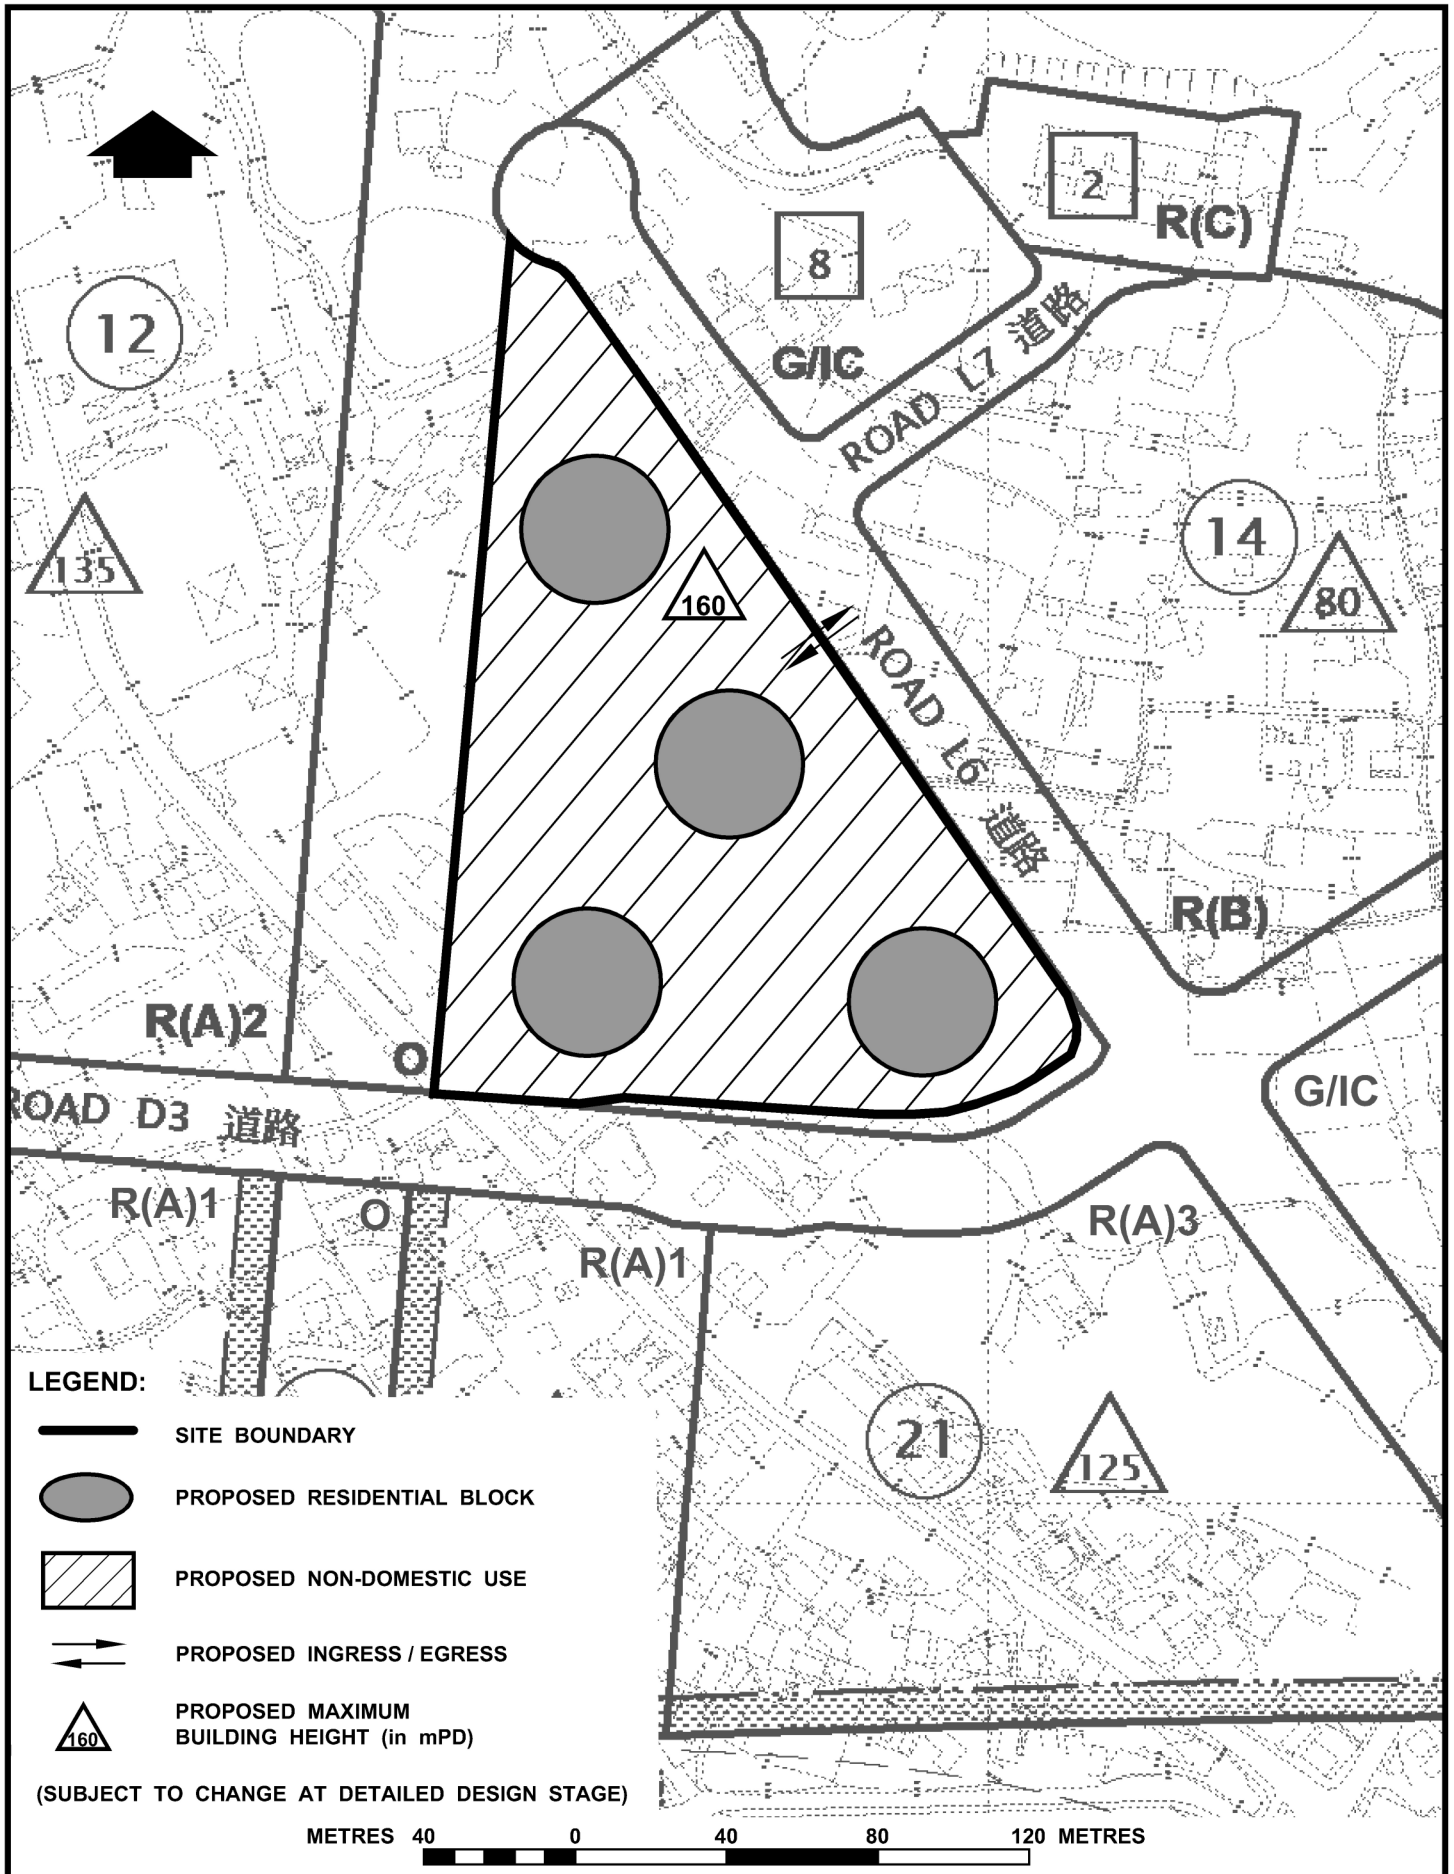 2
R(C)
8
12
G/IC
ROAD L7 道路
14
135
160
80
ROAD L6 道路
R(B)
R(A)2
O
G/IC
ROAD D3 道路
R(A)1
O
R(A)3
R(A)1
21
125
LEGEND:
SITE BOUNDARY
PROPOSED RESIDENTIAL BLOCK
PROPOSED NON-DOMESTIC USE
PROPOSED INGRESS / EGRESS
160
PROPOSED MAXIMUM
BUILDING HEIGHT (in mPD)
(SUBJECT TO CHANGE AT DETAILED DESIGN STAGE)
METRES 40 0 40 80 120 METRES